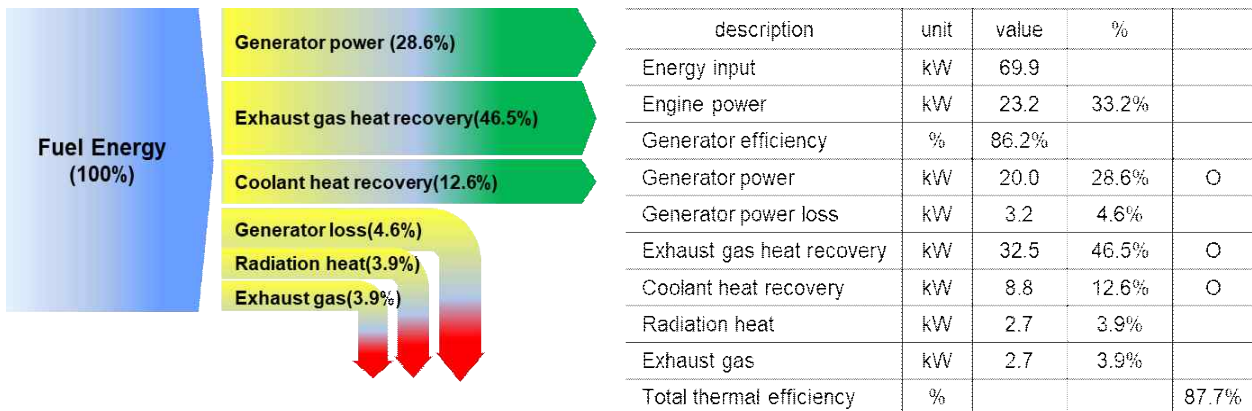 Fuel Energy
(100%)
Generator power (28.6%)
Exhaust gas heat recovery(46.5%)
Coolant heat recovery(12.6%)
Generator loss(4.6%)
Radiation heat(3.9%)
Exhaust gas(3.9%)
description unit value %
Energy input kW 69.9
Engine power kW 23.2 33.2%
Generator efficiency % 86.2%
Generator power kW 20.0 28.6% O
Generator power loss kW 3.2 4.6%
Exhaust gas heat recovery kW 32.5 46.5% O
Coolant heat recovery kW 8.8 12.6% O
Radiation heat kW 2.7 3.9%
Exhaust gas kW 2.7 3.9%
Total thermal efficiency % 87.7%